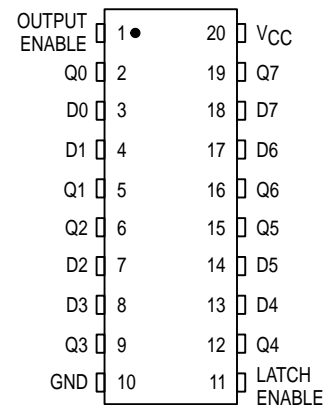 OUTPUT
ENABLE 1 20 VCC
Q0 2 19 Q7
D0 3 18 D7
D1 4 17 D6
Q1 5 16 Q6
Q2 6 15 Q5
D2 7 14 D5
D3 8 13 D4
Q3 9 12 Q4
GND 10 11 LATCH
ENABLE